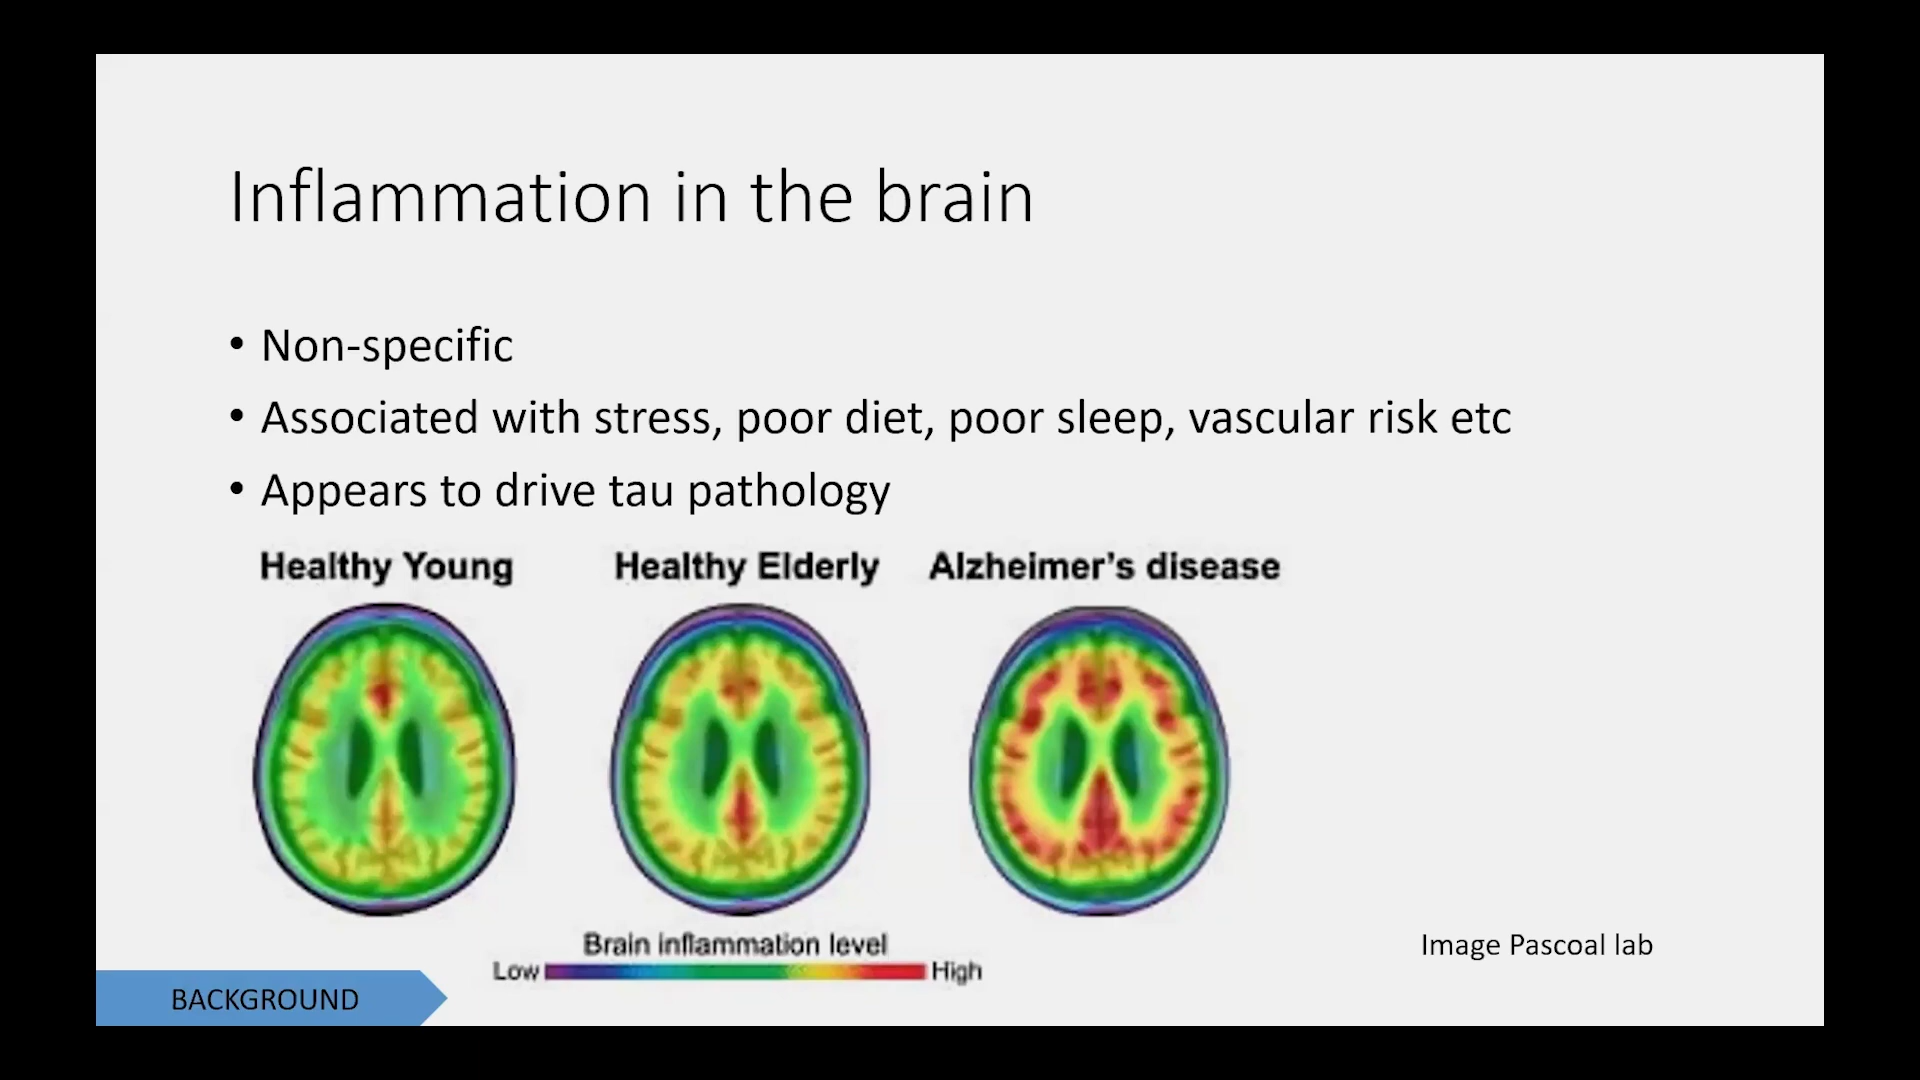 Inflammation in the brain
• Non-specific
• Associated with stress, poor diet, poor sleep, vascular risk etc
• Appears to drive tau pathology
Healthy Young
Healthy Elderly
Alzheimer's disease
Brain inflammation level
Low
High
Image Pascoal lab
BACKGROUND